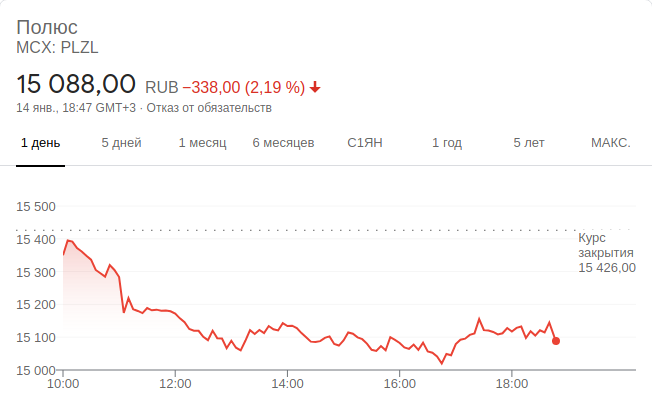 Полюс
MCX: PLZL
15 088,00 RUB −338,00 (2,19 %)
14 янв., 18:47 GMT+3 · Отказ от обязательств
1 день 5 дней 1 месяц 6 месяцев С1ЯН 1 год 5 лет МАКС.
15 500
15 400
15 300
15 200
15 100
15 000
Курс
закрытия
15 426,00
10:00 12:00 14:00 16:00 18:00